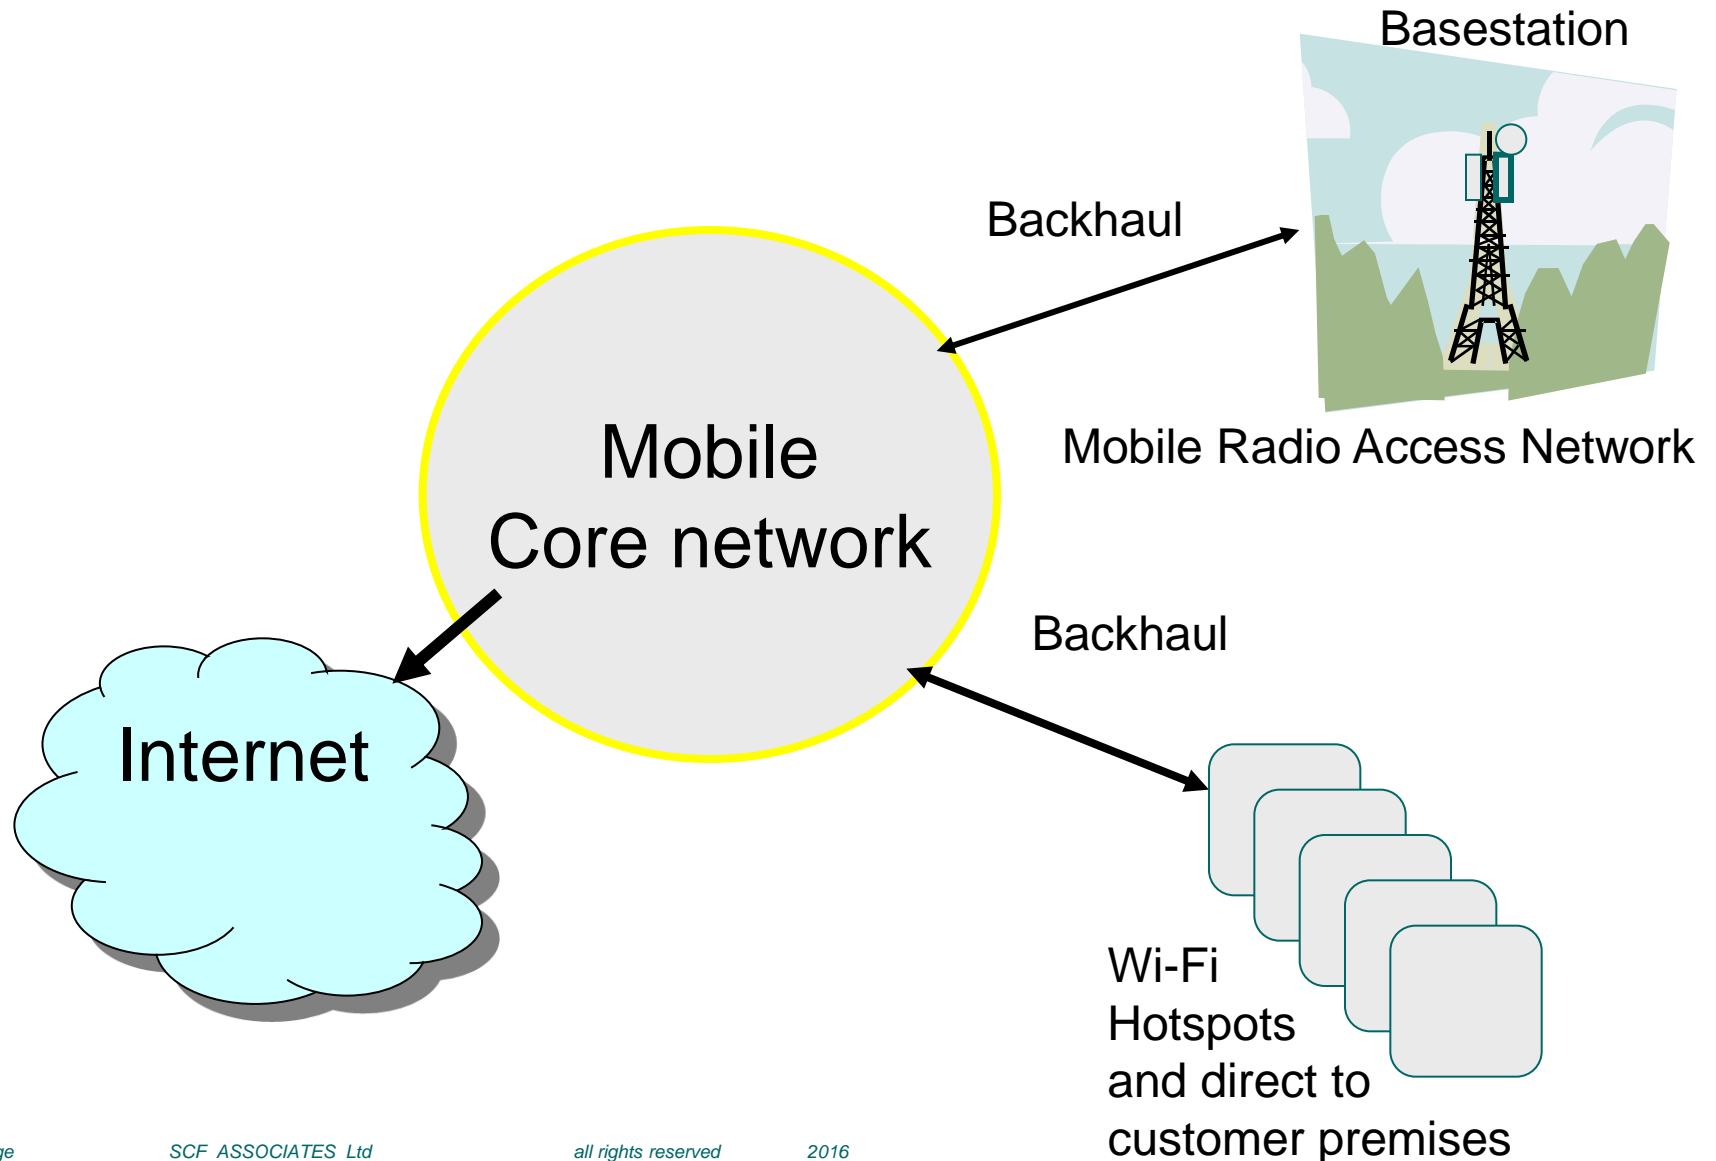 Basestation
Backhaul
Mobile Radio Access Network
Mobile
Core network
Backhaul
Internet
Wi-Fi
Hotspots
and direct to
customer premises
SCF ASSOCIATES Ltd all rights reserved 2016